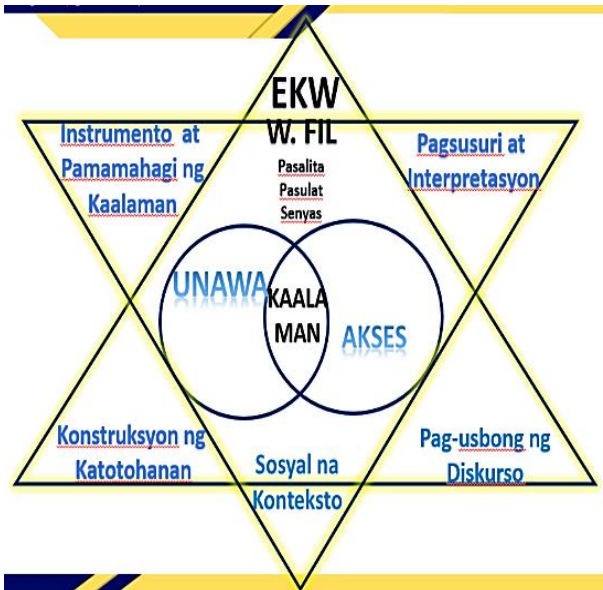 EKW
W. FIL
Pasalita
Pasulat
Senyas
Instrumento at
Pamamahagi ng
Kaalaman
Pagsusuri at
Interpretasyon
UNAWA
KAALA
MAN
AKSES
Konstruksyon ng
Katotohanan
Sosyal na
Konteksto
Pag-usbong ng
Diskurso